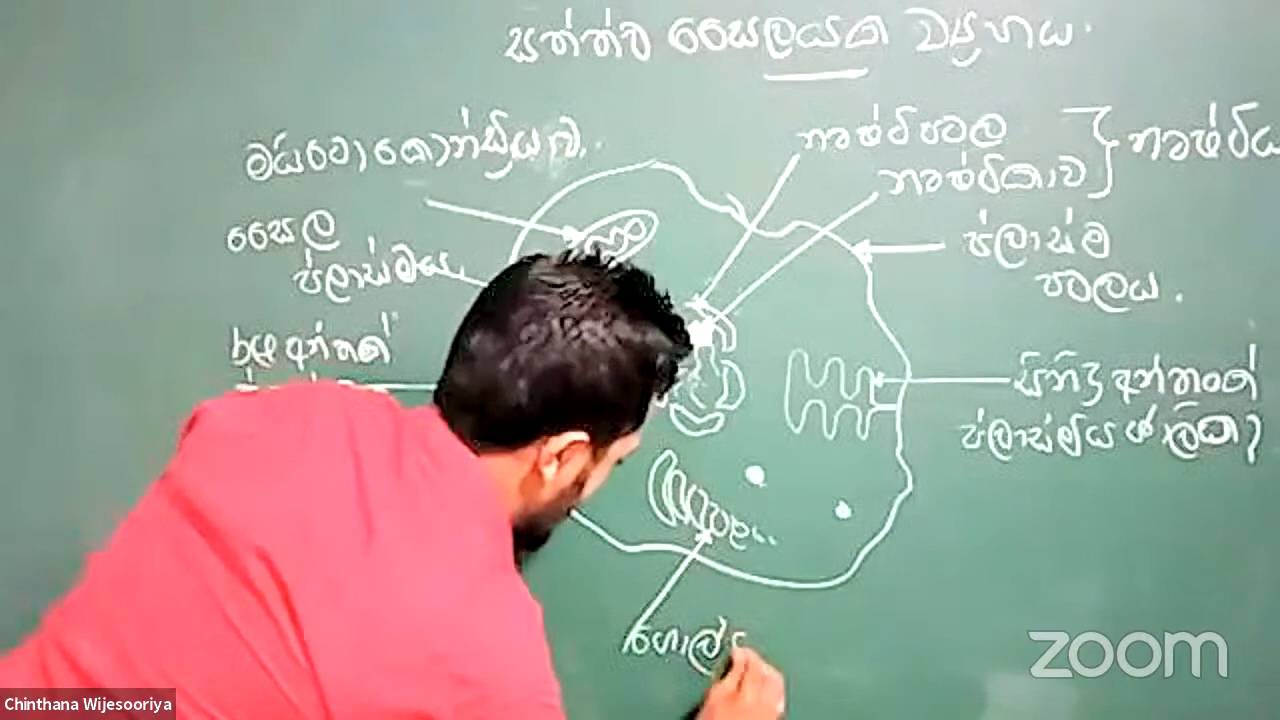 සත්ත්ව සෛලයක ව්‍යුහය.
මයිටොකොන්ඩ්‍රියාව.
න්‍යෂ්ටි පටල
න්‍යෂ්ටිකාව
න්‍යෂ්ටිය
සෛල
ප්ලාස්මය
ප්ලාස්ම
පටලය.
රළු අන්තඃ
සිනිඳු අන්තඃ
ප්ලාස්මීය ජාලිකා
ගොල්ගි
zoom
Chinthana Wijesooriya